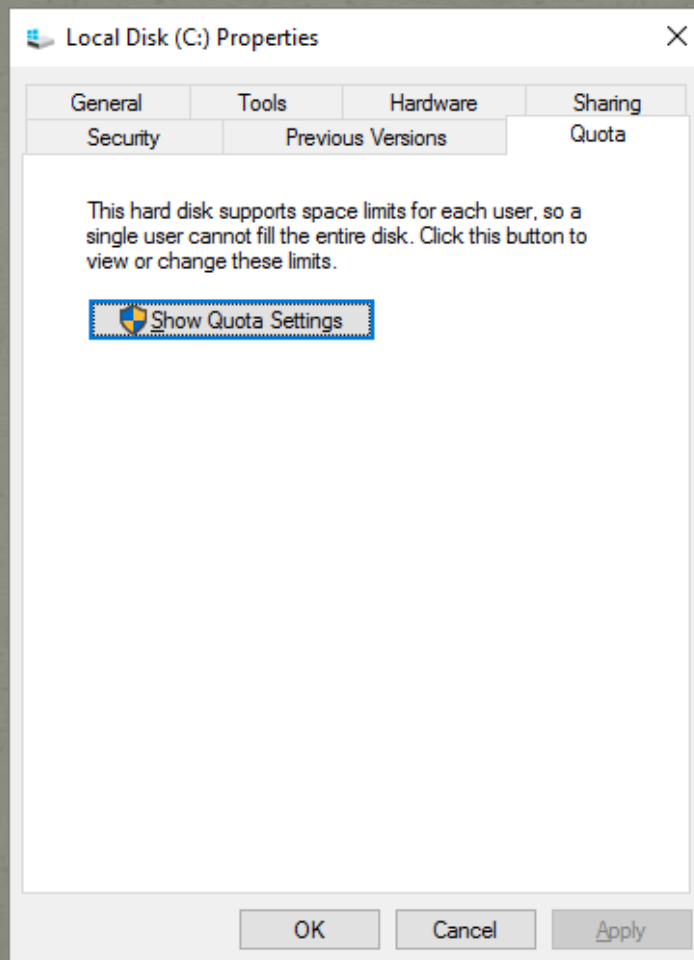 Local Disk (C:) Properties
General Tools Hardware Sharing
Security Previous Versions Quota
This hard disk supports space limits for each user, so a
single user cannot fill the entire disk. Click this button to
view or change these limits.
Show Quota Settings
OK Cancel Apply